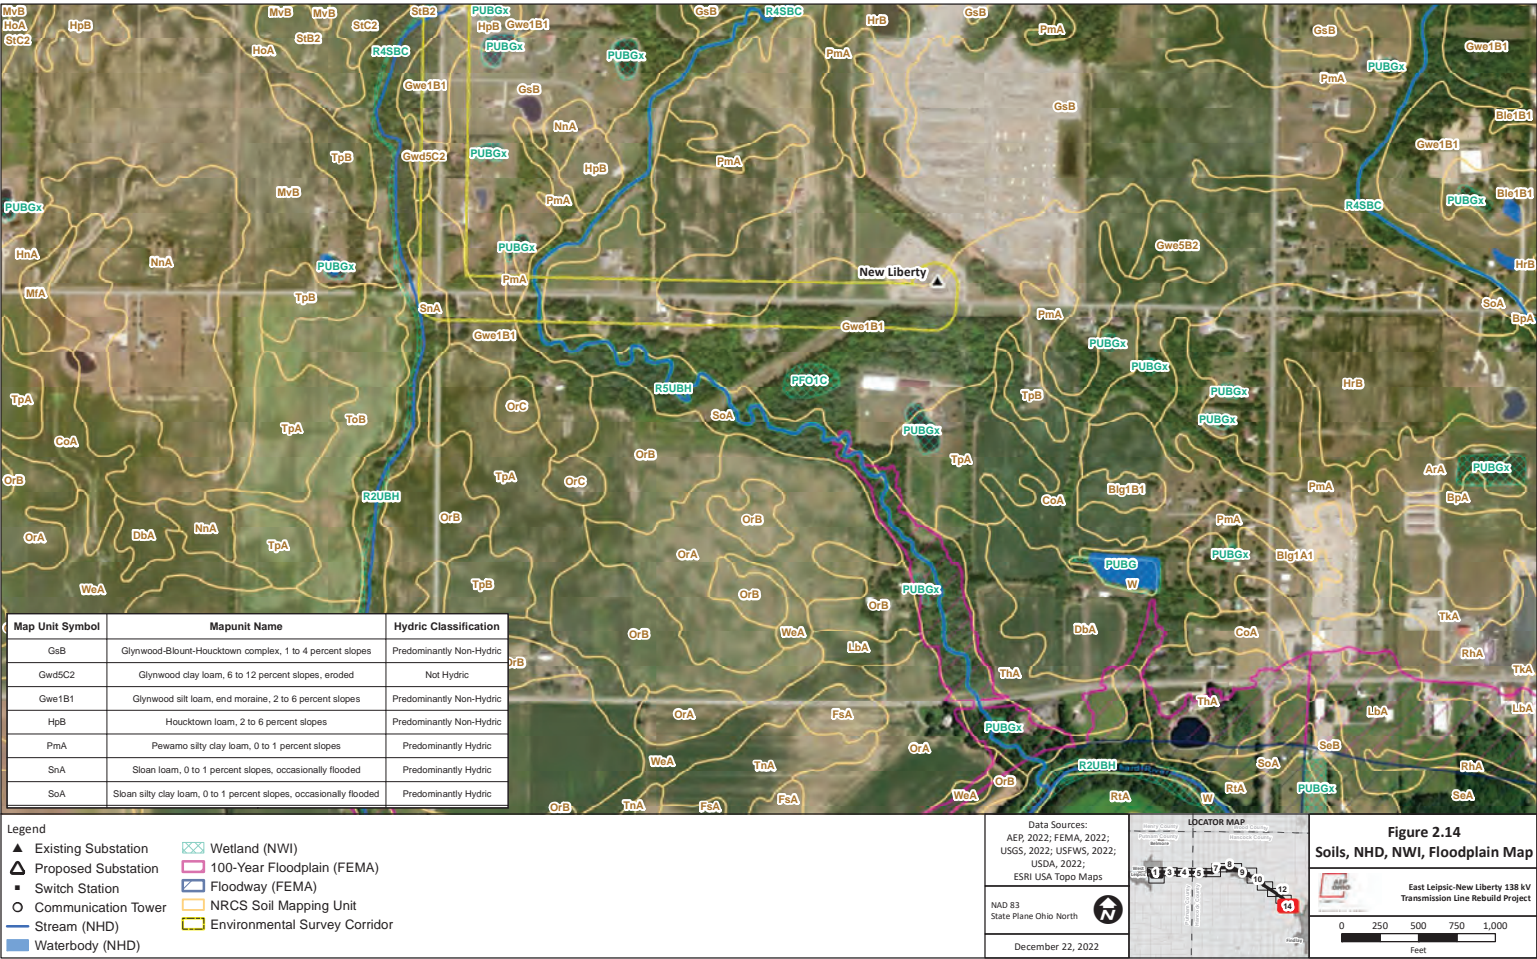 MvB
MvB
MvB
StB2
PUBGx
GsB
R4SBC
GsB
HoA
HpB
StC2
HpB
Gwe1B1
HrB
GsB
StC2
StB2
PmA
Gwe1B1
HoA
R4SBC
PUBGx
PUBGx
PmA
PUBGx
PmA
Gwe1B1
GsB
GsB
Ble1B1
NnA
TpB
Gwd5C2
PUBGx
PmA
Gwe1B1
HpB
MvB
PmA
PUBGx
Ble1B1
PUBGx
R4SBC
HnA
NnA
PUBGx
PUBGx
Gwe5B2
HrB
MfA
TpB
PmA
New Liberty
SnA
PmA
SoA
BpA
Gwe1B1
Gwe1B1
PUBGx
PUBGx
TpA
ToB
OrC
R5UBH
PFO1C
TpB
PUBGx
HrB
CoA
TpA
SoA
PUBGx
PUBGx
OrB
OrB
TpA
OrC
TpA
ArA
PUBGx
R2UBH
CoA
Blg1B1
PmA
BpA
OrA
DbA
NnA
OrB
OrB
PmA
TpA
OrA
PUBGx
Blg1A1
WeA
TpB
OrB
PUBGx
PUBG
W
OrB
OrB
WeA
DbA
CoA
TkA
LbA
OrB
RhA
TkA
ThA
ThA
LbA
LbA
OrA
FsA
PUBGx
OrA
SeB
WeA
TnA
R2UBH
SoA
RhA
OrB
TnA
FsA
FsA
WeA
OrB
RtA
W
RtA
PUBGx
SeA
Map Unit Symbol Mapunit Name Hydric Classification
GsB Glynwood-Blount-Houcktown complex, 1 to 4 percent slopes Predominantly Non-Hydric
Gwd5C2 Glynwood clay loam, 6 to 12 percent slopes, eroded Not Hydric
Gwe1B1 Glynwood silt loam, end moraine, 2 to 6 percent slopes Predominantly Non-Hydric
HpB Houcktown loam, 2 to 6 percent slopes Predominantly Non-Hydric
PmA Pewamo silty clay loam, 0 to 1 percent slopes Predominantly Hydric
SnA Sloan loam, 0 to 1 percent slopes, occasionally flooded Predominantly Hydric
SoA Sloan silty clay loam, 0 to 1 percent slopes, occasionally flooded Predominantly Hydric
Legend
Existing Substation
Proposed Substation
Switch Station
Communication Tower
Stream (NHD)
Waterbody (NHD)
Wetland (NWI)
100-Year Floodplain (FEMA)
Floodway (FEMA)
NRCS Soil Mapping Unit
Environmental Survey Corridor
Data Sources:
AEP, 2022; FEMA, 2022;
USGS, 2022; USFWS, 2022;
USDA, 2022;
ESRI USA Topo Maps
NAD 83
State Plane Ohio North
N
December 22, 2022
LOCATOR MAP
1
3
4
5
7
8
9
10
12
14
Figure 2.14
Soils, NHD, NWI, Floodplain Map
AEP
OHIO
East Leipsic-New Liberty 138 kV
Transmission Line Rebuild Project
0 250 500 750 1,000
Feet